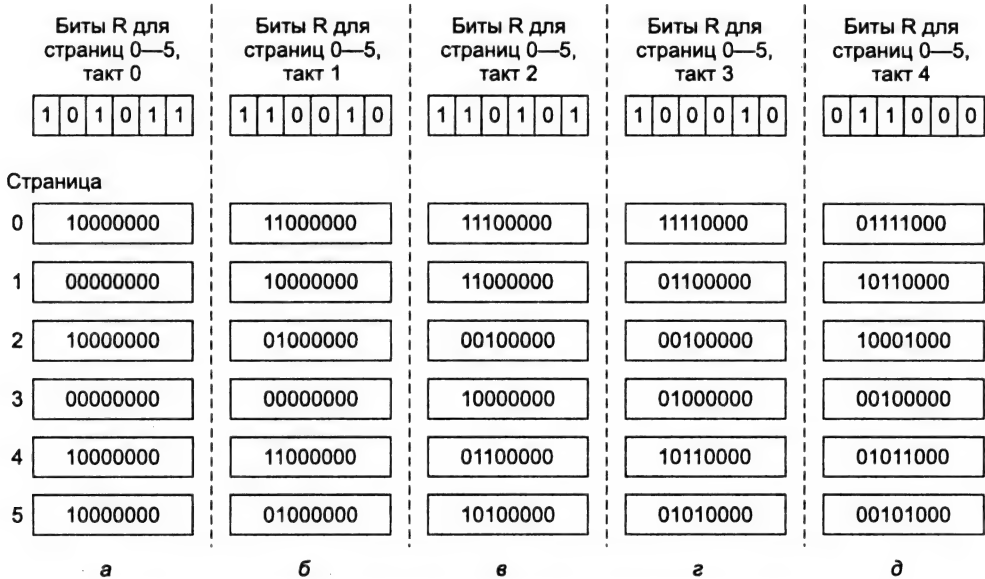 Биты R для страниц 0—5, такт 0
Биты R для страниц 0—5, такт 1
Биты R для страниц 0—5, такт 2
Биты R для страниц 0—5, такт 3
Биты R для страниц 0—5, такт 4
1 0 1 0 1 1 1 1 0 0 1 0 1 1 0 1 0 1 1 0 0 0 1 0 0 1 1 0 0 0
Страница
0 10000000 11000000 11100000 11110000 01111000
1 00000000 10000000 11000000 01100000 10110000
2 10000000 01000000 00100000 00100000 10001000
3 00000000 00000000 10000000 01000000 00100000
4 10000000 11000000 01100000 10110000 01011000
5 10000000 01000000 10100000 01010000 00101000
а б в г д